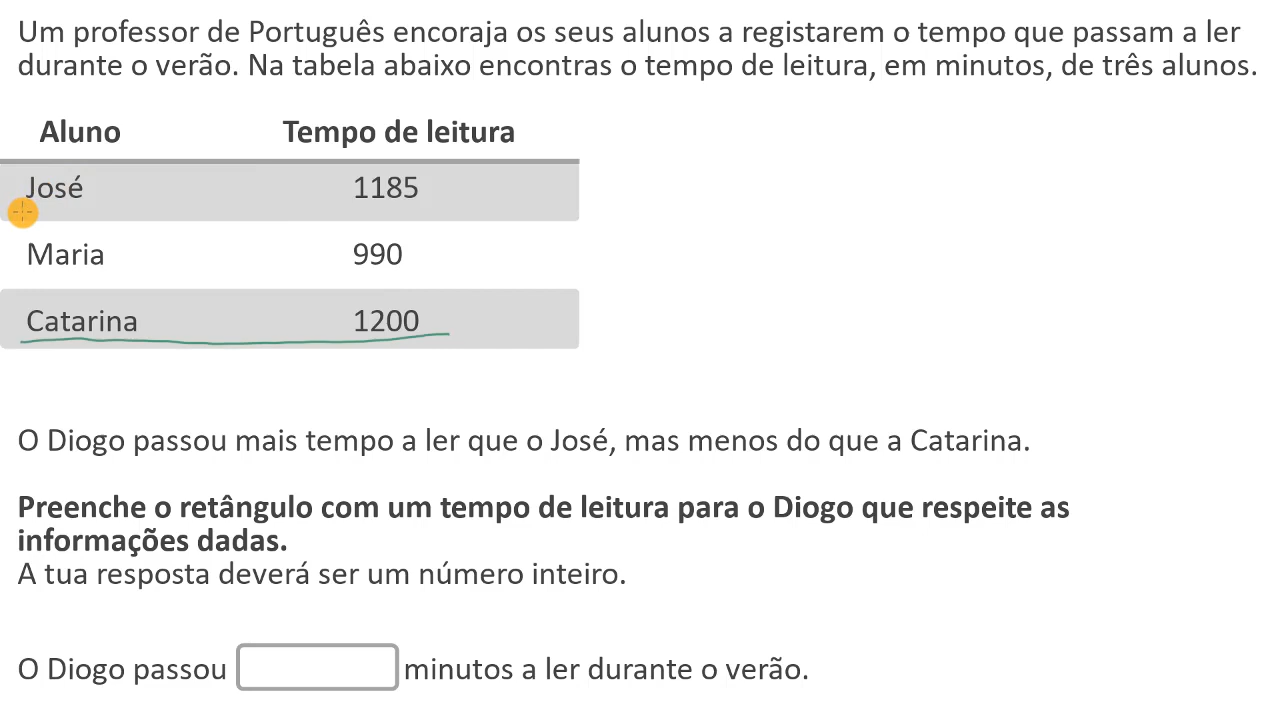 Um professor de Português encoraja os seus alunos a registarem o tempo que passam a ler
durante o verão. Na tabela abaixo encontras o tempo de leitura, em minutos, de três alunos.
Aluno Tempo de leitura
José 1185
Maria 990
Catarina 1200
O Diogo passou mais tempo a ler que o José, mas menos do que a Catarina.
Preenche o retângulo com um tempo de leitura para o Diogo que respeite as
informações dadas.
A tua resposta deverá ser um número inteiro.
O Diogo passou minutos a ler durante o verão.